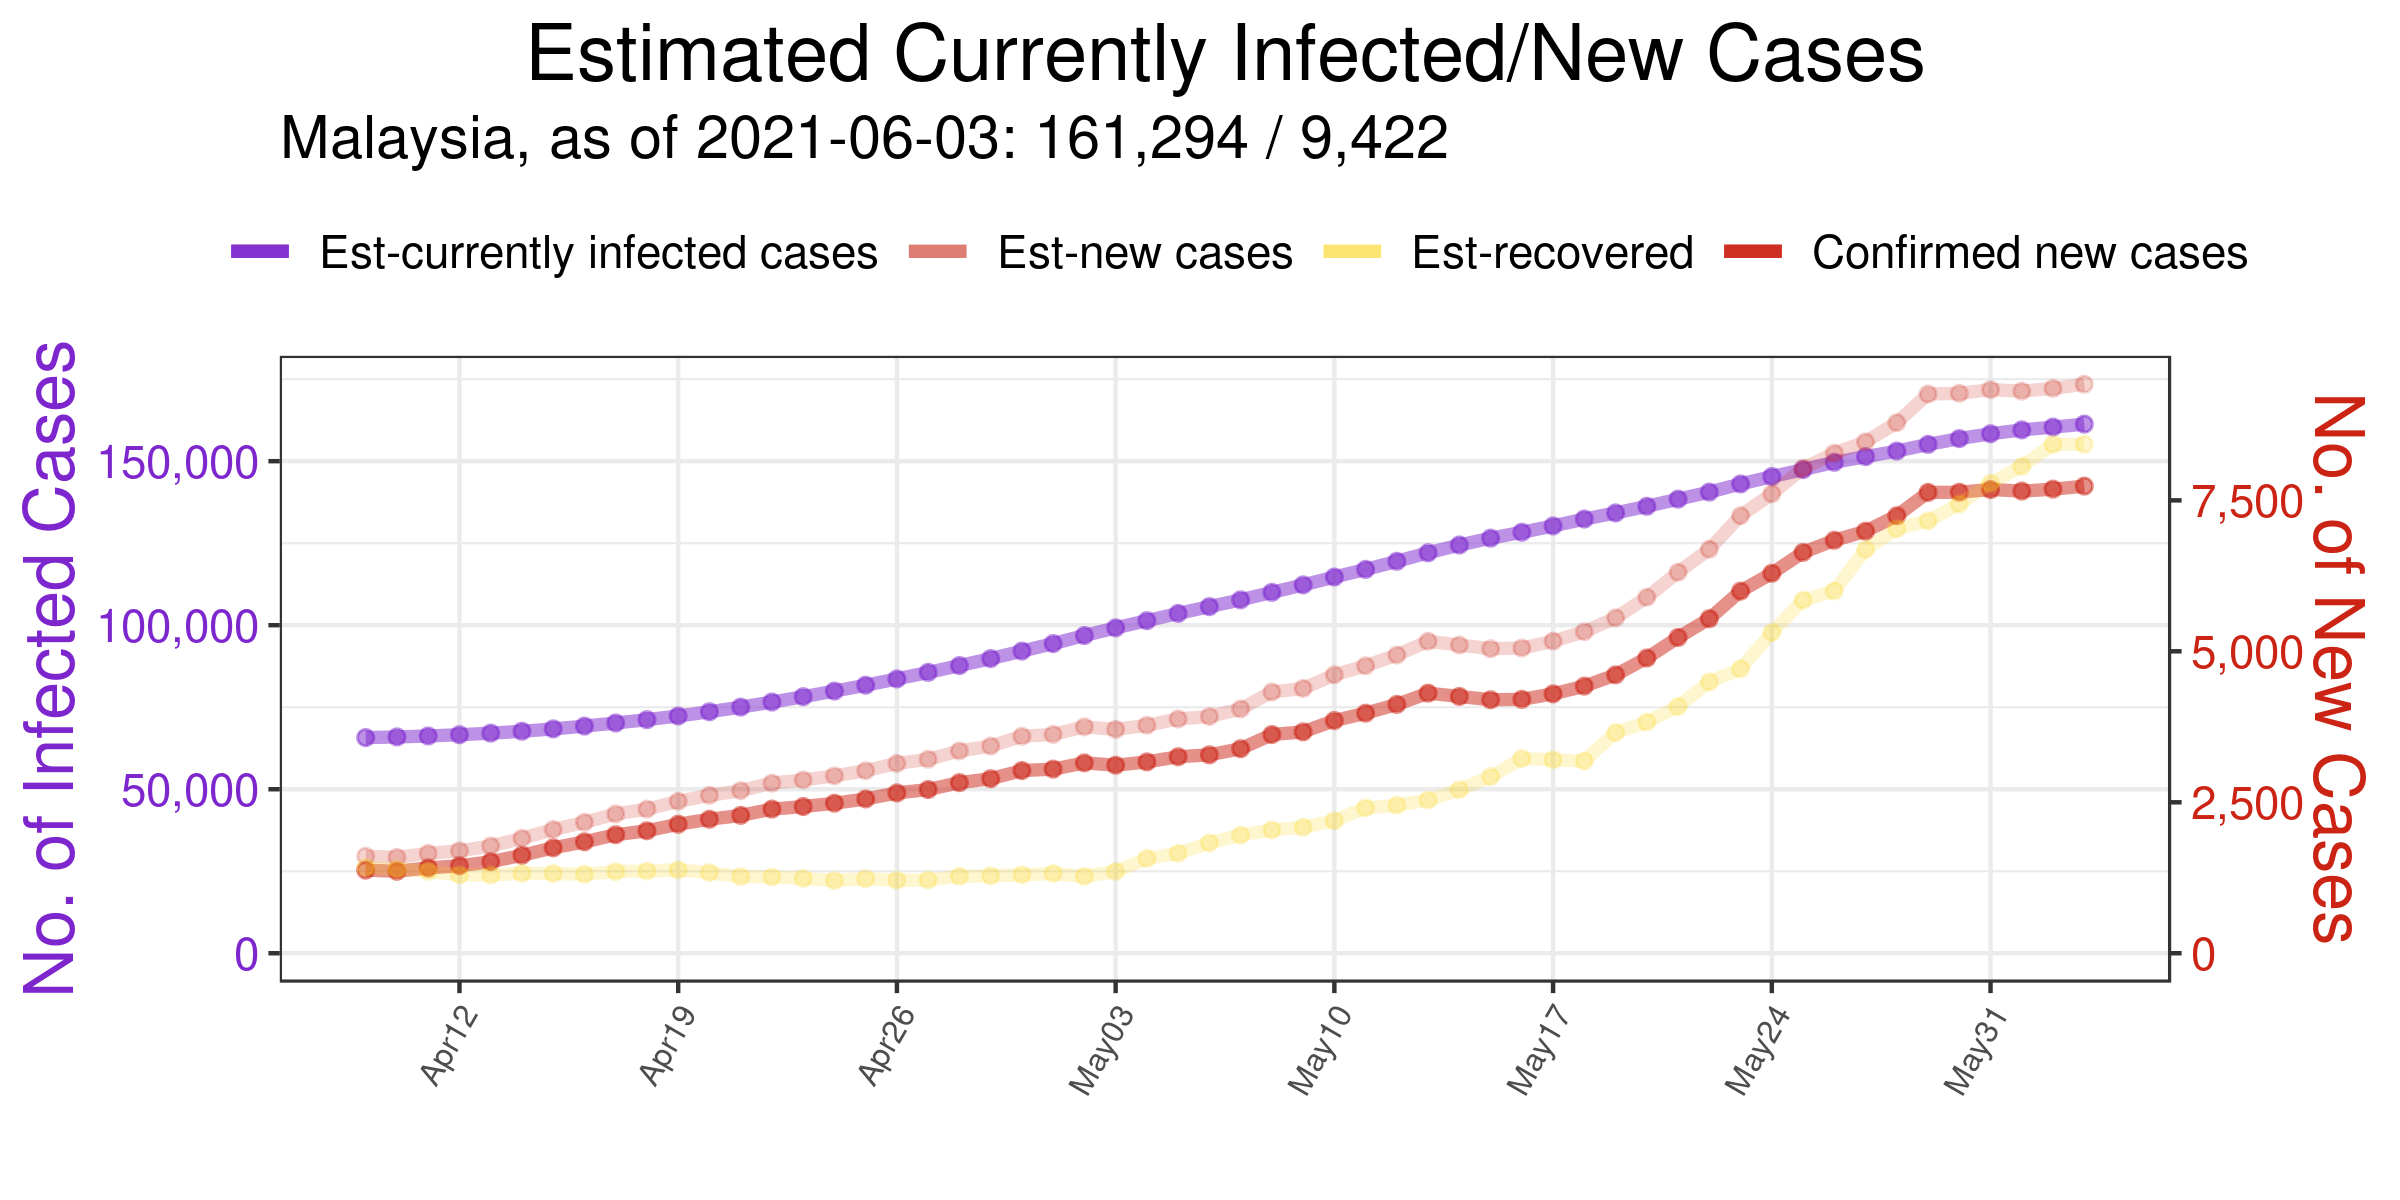 Estimated Currently Infected/New Cases
Malaysia, as of 2021-06-03: 161,294 / 9,422
Est-currently infected cases Est-new cases Est-recovered Confirmed new cases
No. of Infected Cases
150,000
100,000
50,000
0
7,500
5,000
2,500
0
No. of New Cases
Apr12 Apr19 Apr26 May03 May10 May17 May24 May31